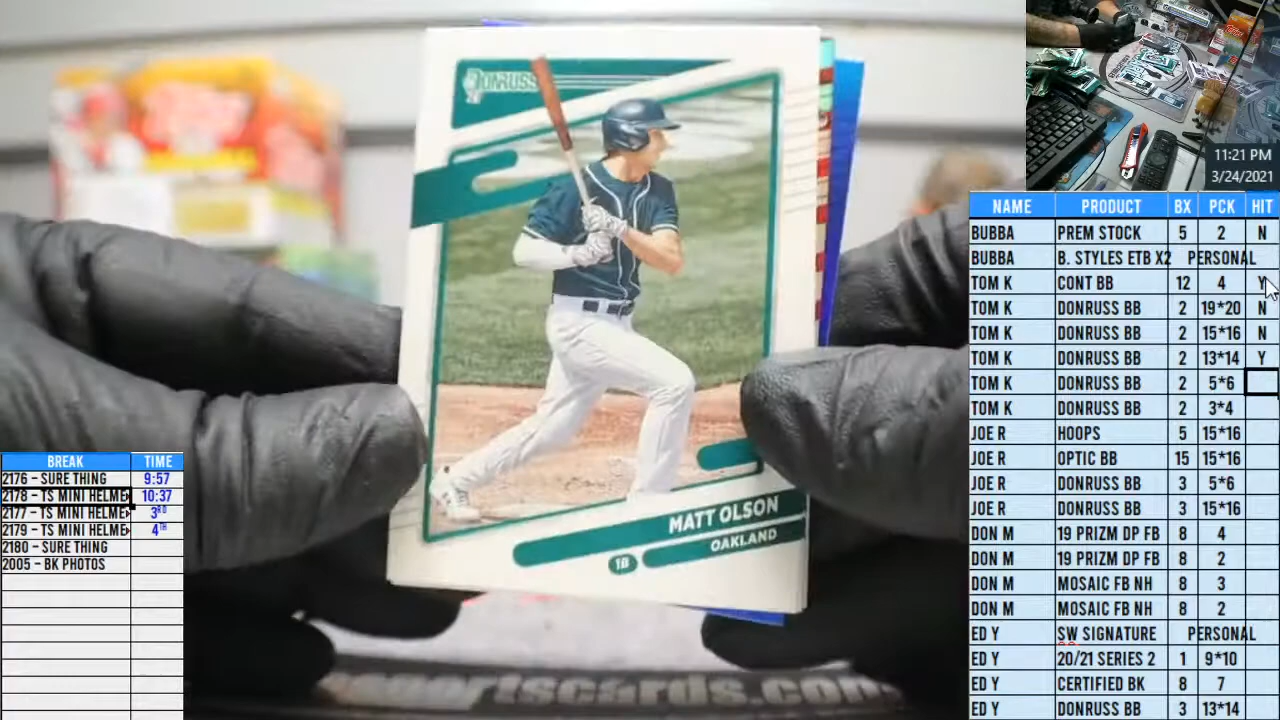 DONRUSS
MATT OLSON
OAKLAND
1B
11:21 PM
3/24/2021
NAME PRODUCT BX PCK HIT
BUBBA PREM STOCK 5 2 N
BUBBA B. STYLES ETB X2 PERSONAL
TOM K CONT BB 12 4 Y
TOM K DONRUSS BB 2 19*20 N
TOM K DONRUSS BB 2 15*16 N
TOM K DONRUSS BB 2 13*14 Y
TOM K DONRUSS BB 2 5*6
TOM K DONRUSS BB 2 3*4
JOE R HOOPS 5 15*16
JOE R OPTIC BB 15 15*16
JOE R DONRUSS BB 3 5*6
JOE R DONRUSS BB 3 15*16
DON M 19 PRIZM DP FB 8 4
DON M 19 PRIZM DP FB 8 2
DON M MOSAIC FB NH 8 3
DON M MOSAIC FB NH 8 2
ED Y SW SIGNATURE PERSONAL
ED Y 20/21 SERIES 2 1 9*10
ED Y CERTIFIED BK 8 7
ED Y DONRUSS BB 3 13*14
BREAK TIME
2176 - SURE THING 9:57
2178 - TS MINI HELME 10:37
2177 - TS MINI HELME 3RD
2179 - TS MINI HELME 4TH
2180 - SURE THING
2005 - BK PHOTOS
ortscards.com